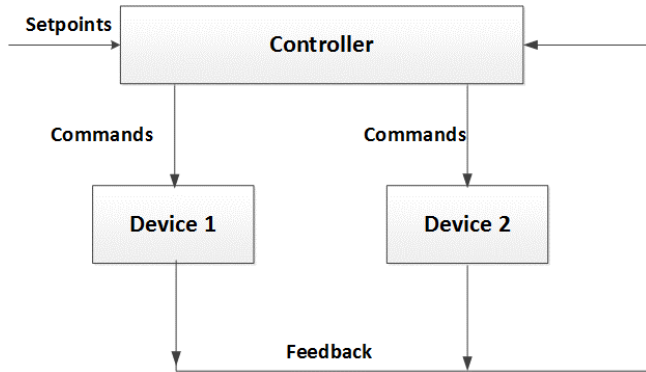 Setpoints
Controller
Commands
Commands
Device 1
Device 2
Feedback